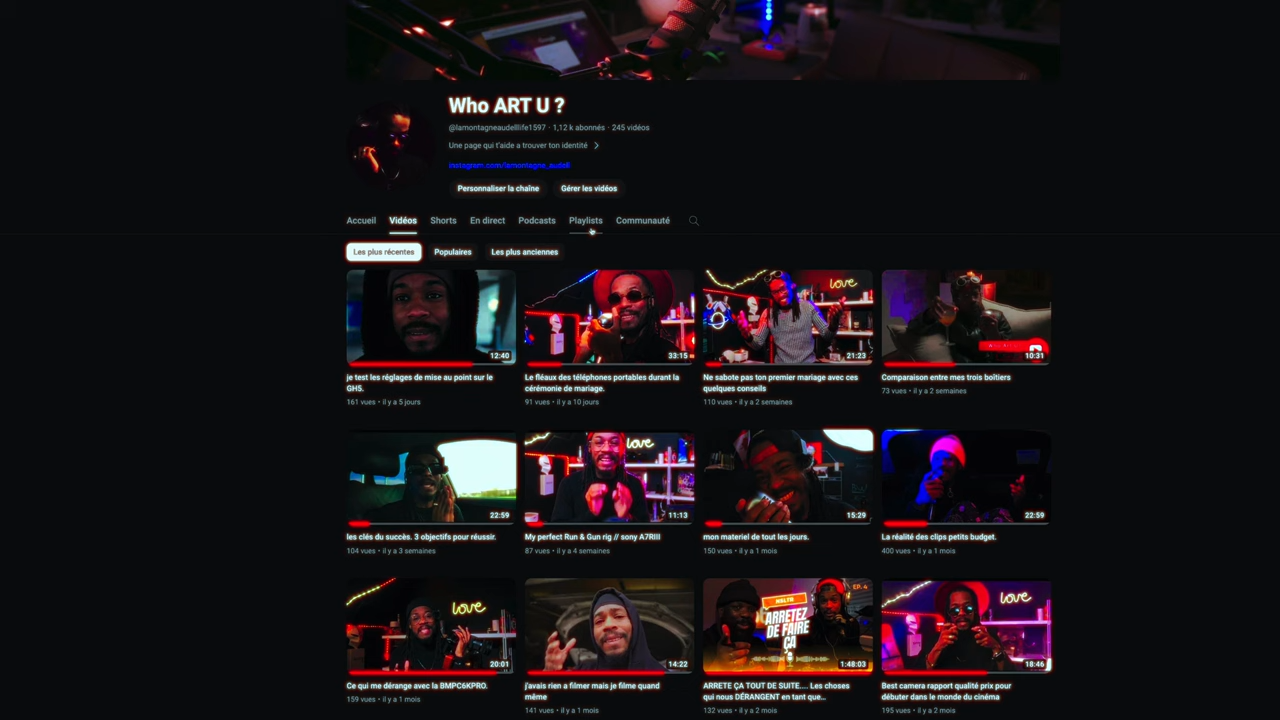 Who ART U ?
@lamontagneaudelllife1597 · 1,12 k abonnés · 245 vidéos
Une page qui t'aide a trouver ton identité
instagram.com/lamontagne_audell
Personnaliser la chaîne Gérer les vidéos
Accueil Vidéos Shorts En direct Podcasts Playlists Communauté
Les plus récentes Populaires Les plus anciennes
love
12:40 33:15 21:23 10:31
je test les réglages de mise au point sur le
GH5.
161 vues • il y a 5 jours
Le fléaux des téléphones portables durant la
cérémonie de mariage.
91 vues • il y a 10 jours
Ne sabote pas ton premier mariage avec ces
quelques conseils
110 vues • il y a 2 semaines
Comparaison entre mes trois boîtiers
73 vues • il y a 2 semaines
love
22:59 11:13 15:29 22:59
les clés du succès. 3 objectifs pour réussir.
104 vues • il y a 3 semaines
My perfect Run & Gun rig // sony A7RIII
87 vues • il y a 4 semaines
mon materiel de tout les jours.
150 vues • il y a 1 mois
La réalité des clips petits budget.
400 vues • il y a 1 mois
love
EP. 4
ARRETEZ
DE FAIRE
ÇA
love
20:01 14:22 1:48:03 18:46
Ce qui me dérange avec la BMPC6KPRO.
159 vues • il y a 1 mois
j'avais rien a filmer mais je filme quand
même
141 vues • il y a 1 mois
ARRETE ÇA TOUT DE SUITE.... Les choses
qui nous DÉRANGENT en tant que...
132 vues • il y a 2 mois
Best camera rapport qualité prix pour
débuter dans le monde du cinéma
195 vues • il y a 2 mois